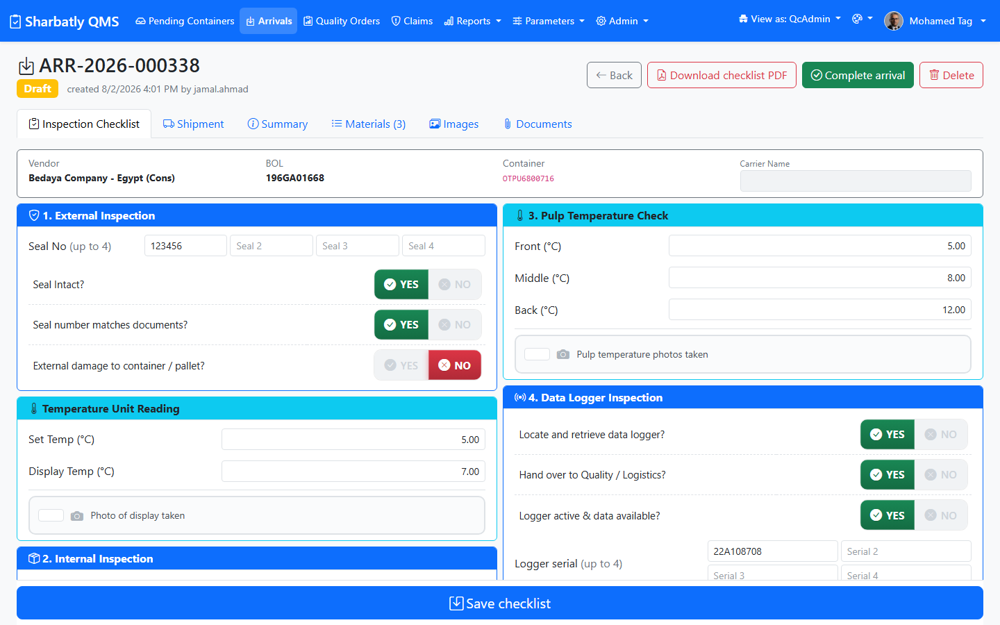 Sharbatly QMS
Pending Containers
Arrivals
Quality Orders
Claims
Reports
Parameters
Admin
View as: QcAdmin
Mohamed Tag
ARR-2026-000338
Draft
created 8/2/2026 4:01 PM by jamal.ahmad
Back
Download checklist PDF
Complete arrival
Delete
Inspection Checklist
Shipment
Summary
Materials (3)
Images
Documents
Vendor
Bedaya Company - Egypt (Cons)
BOL
196GA01668
Container
OTPU6800716
Carrier Name
1. External Inspection
Seal No (up to 4)
123456
Seal 2
Seal 3
Seal 4
Seal Intact?
YES
NO
Seal number matches documents?
YES
NO
External damage to container / pallet?
YES
NO
Temperature Unit Reading
Set Temp (°C)
5.00
Display Temp (°C)
7.00
Photo of display taken
2. Internal Inspection
3. Pulp Temperature Check
Front (°C)
5.00
Middle (°C)
8.00
Back (°C)
12.00
Pulp temperature photos taken
4. Data Logger Inspection
Locate and retrieve data logger?
YES
NO
Hand over to Quality / Logistics?
YES
NO
Logger active & data available?
YES
NO
Logger serial (up to 4)
22A108708
Serial 2
Serial 3
Serial 4
Save checklist